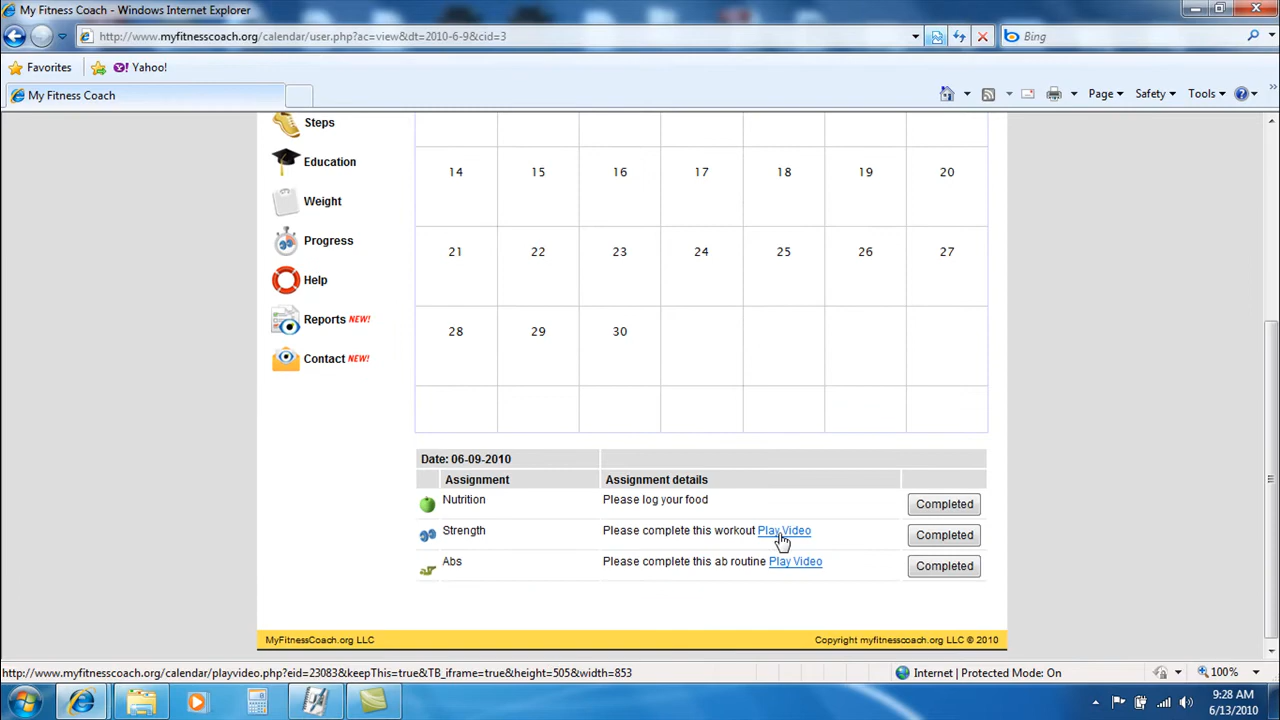 My Fitness Coach - Windows Internet Explorer
http://www.myfitnesscoach.org/calendar/user.php?ac=view&dt=2010-6-9&cid=3
Bing
Favorites
Yahoo!
My Fitness Coach
Page
Safety
Tools
Steps
Education
Weight
Progress
Help
Reports NEW!
Contact NEW!
14 15 16 17 18 19 20
21 22 23 24 25 26 27
28 29 30
Date: 06-09-2010
Assignment Assignment details
Nutrition Please log your food Completed
Strength Please complete this workout Play Video Completed
Abs Please complete this ab routine Play Video Completed
MyFitnessCoach.org LLC Copyright myfitnesscoach.org LLC © 2010
http://www.myfitnesscoach.org/calendar/playvideo.php?eid=23083&keepThis=true&TB_iframe=true&height=505&width=853
Internet | Protected Mode: On
100%
9:28 AM
6/13/2010